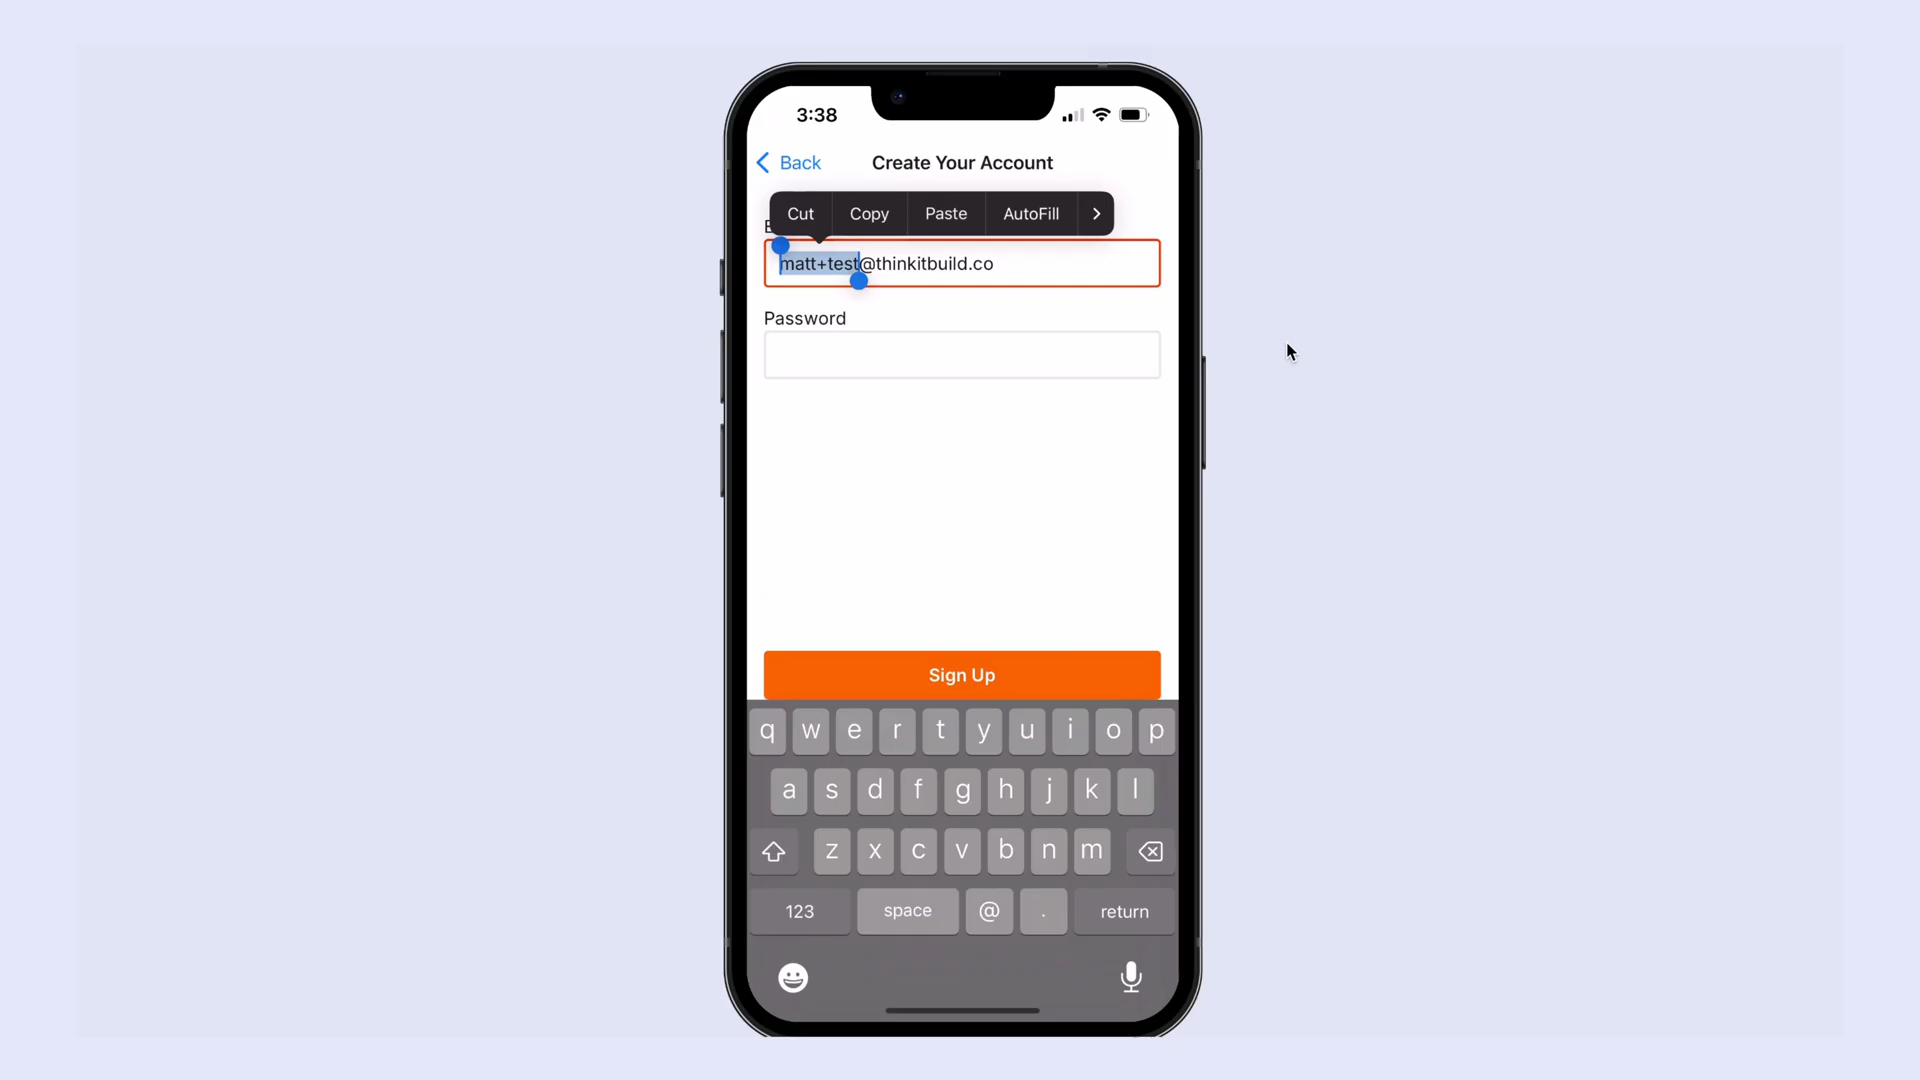 3:38
Back
Create Your Account
Cut Copy Paste AutoFill
matt+test@thinkitbuild.co
Password
Sign Up
q w e r t y u i o p
a s d f g h j k l
z x c v b n m
123 space @ . return